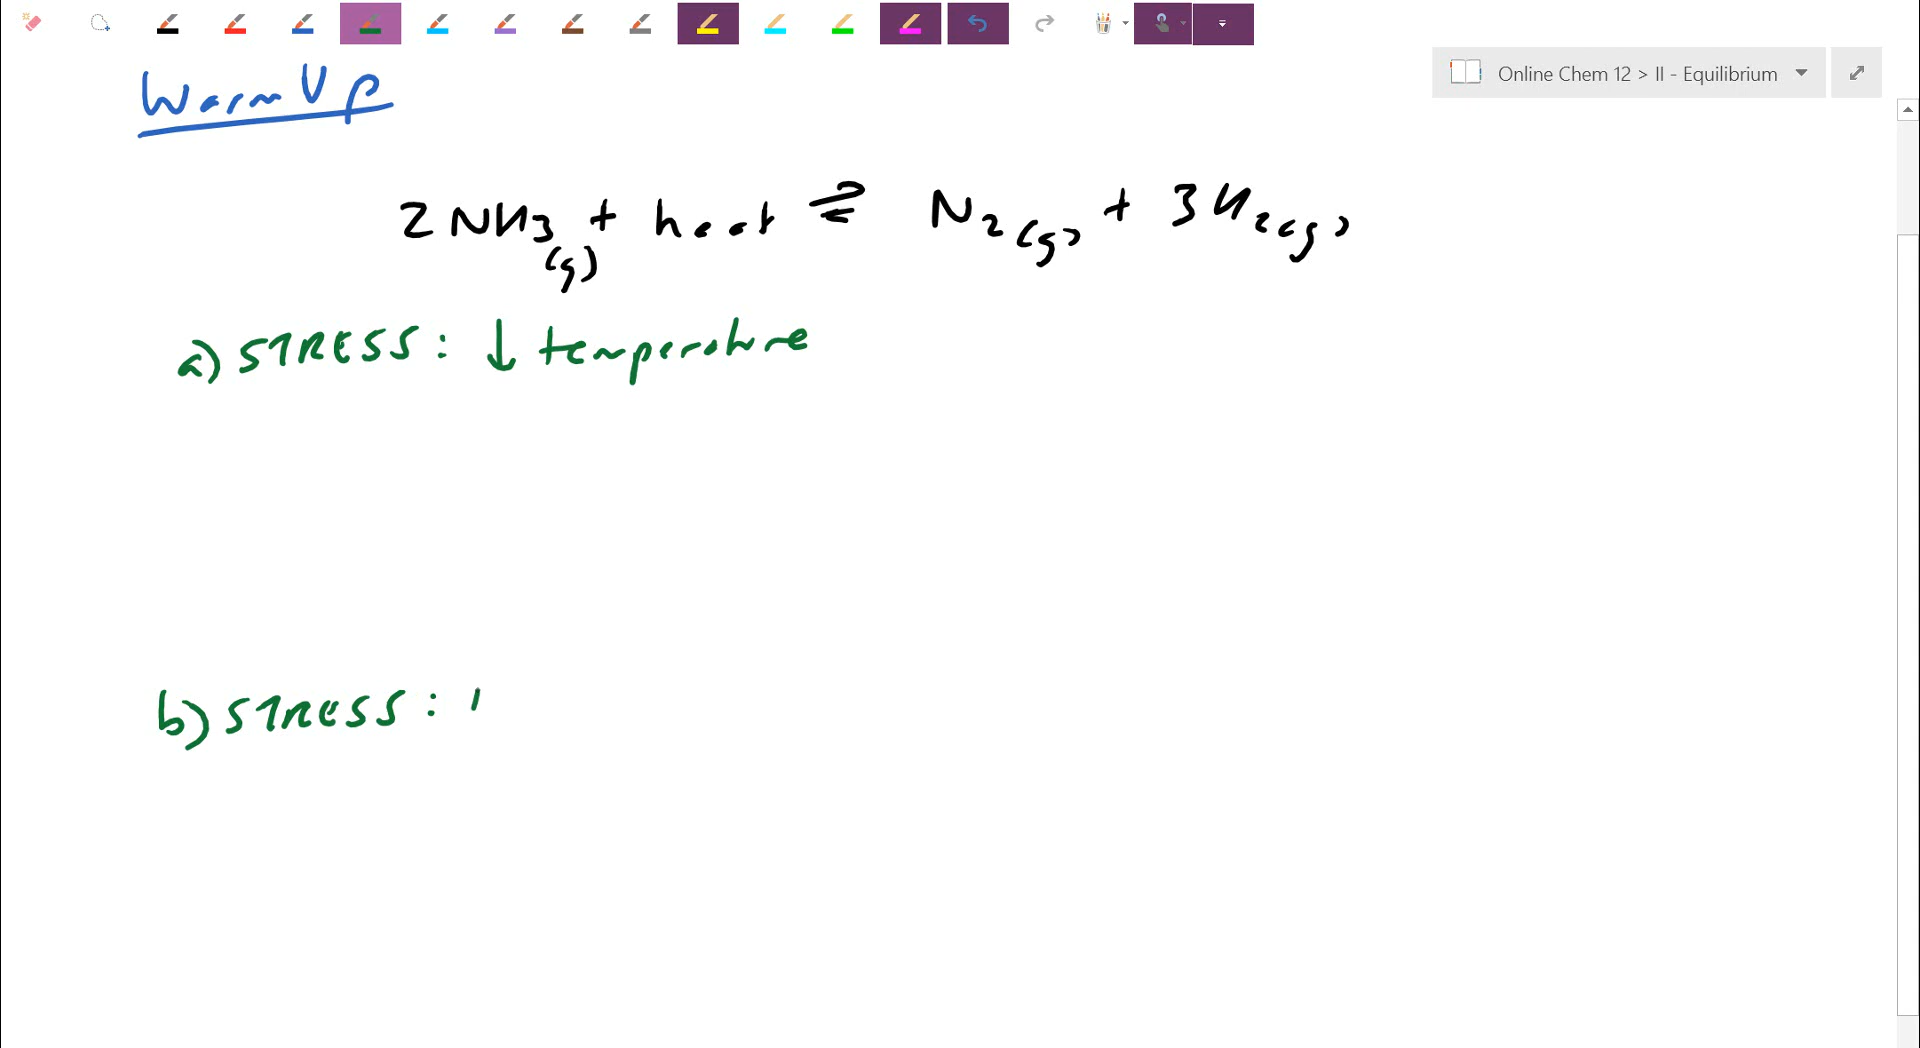 Online Chem 12 > II - Equilibrium
Warm Up
2NH3(g) + heat ⇌ N2(g) + 3H2(g)
a) STRESS: ↓ temperature
b) STRESS: